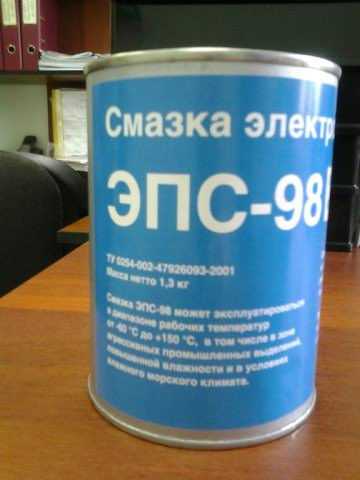 Смазка электр
ЭПС-98
ТУ 0254-002-47926093-2001
Масса нетто 1,3 кг
Смазка ЭПС-98 может эксплуатироваться
в диапазоне рабочих температур
от -60 °С до +150 °С, в том числе в зоне
агрессивных промышленных выделений,
повышенной влажности и в условиях
влажного морского климата.